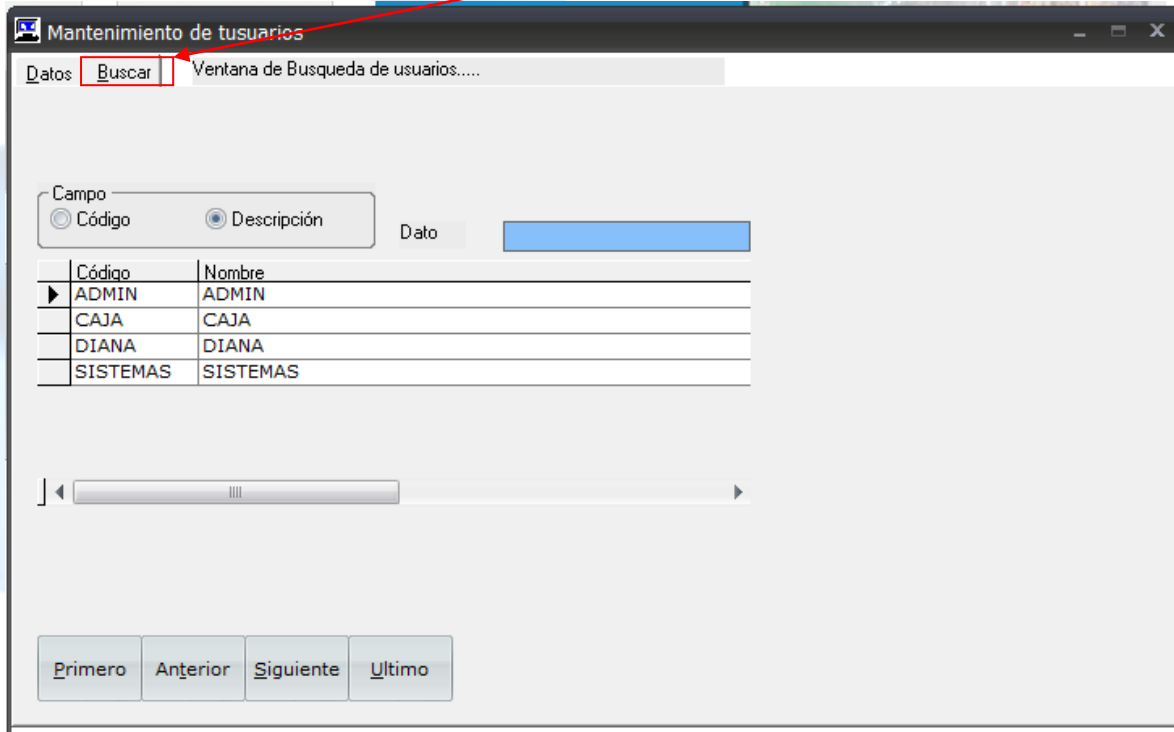 Mantenimiento de tusuarios
Datos Buscar Ventana de Busqueda de usuarios.....
Campo
Código Descripción Dato
Código Nombre
ADMIN ADMIN
CAJA CAJA
DIANA DIANA
SISTEMAS SISTEMAS
Primero Anterior Siguiente Ultimo